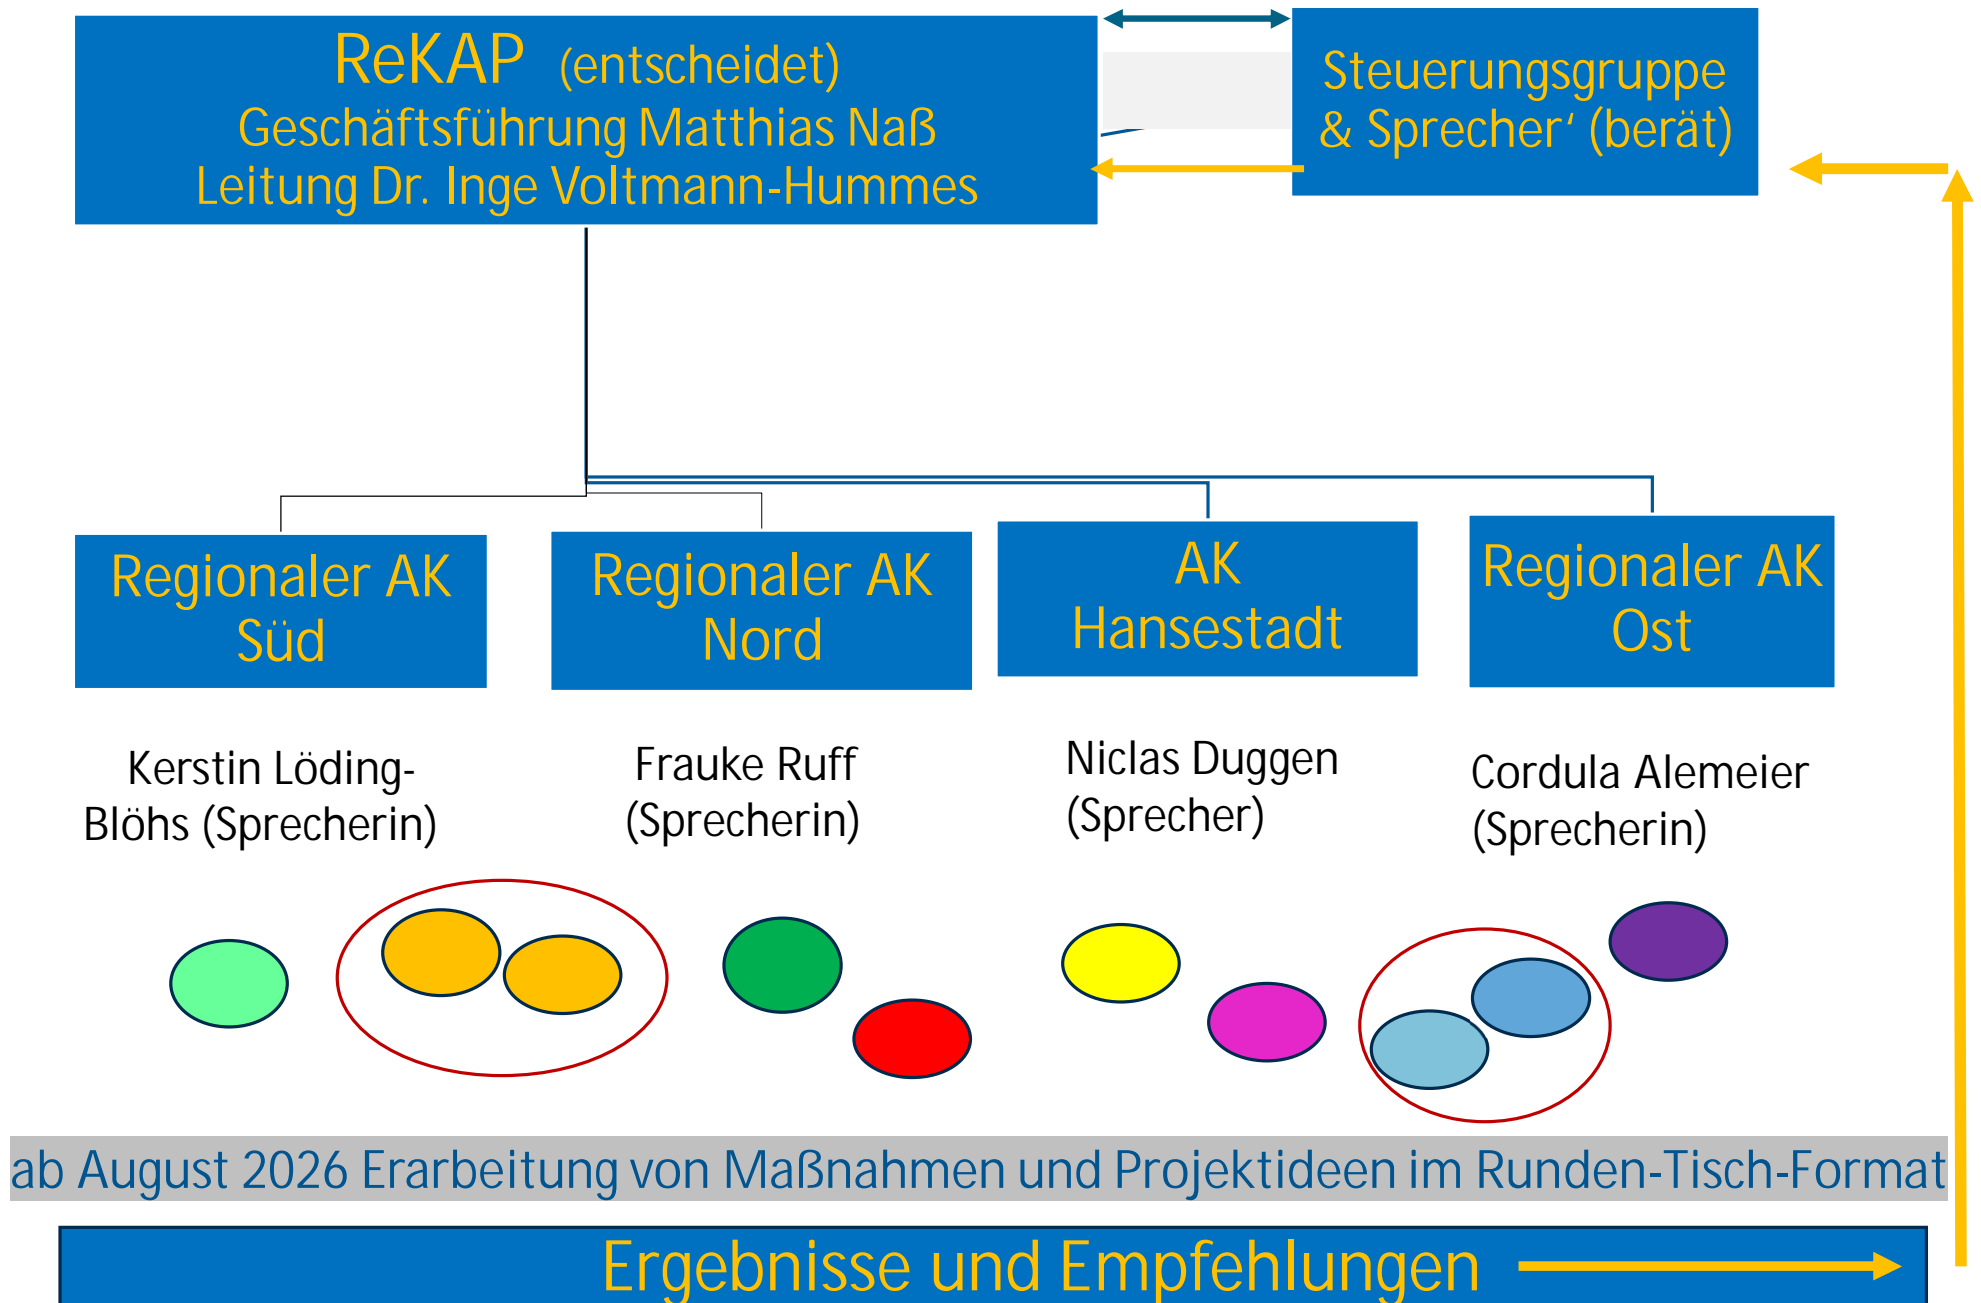 ReKAP (entscheidet)
Geschäftsführung Matthias Naß
Leitung Dr. Inge Voltmann-Hummes
Steuerungsgruppe
& Sprecher‘ (berät)
Regionaler AK
Süd
Regionaler AK
Nord
AK
Hansestadt
Regionaler AK
Ost
Kerstin Löding-
Blöhs (Sprecherin)
Frauke Ruff
(Sprecherin)
Niclas Duggen
(Sprecher)
Cordula Alemeier
(Sprecherin)
ab August 2026 Erarbeitung von Maßnahmen und Projektideen im Runden-Tisch-Format
Ergebnisse und Empfehlungen